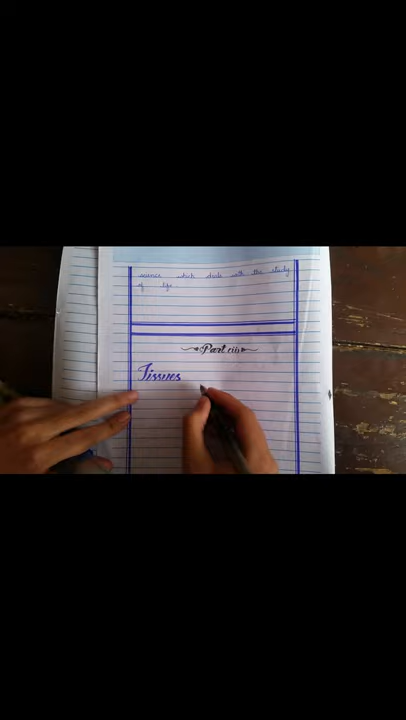 science which deals with the study
of life
Part (iii)
Tissues